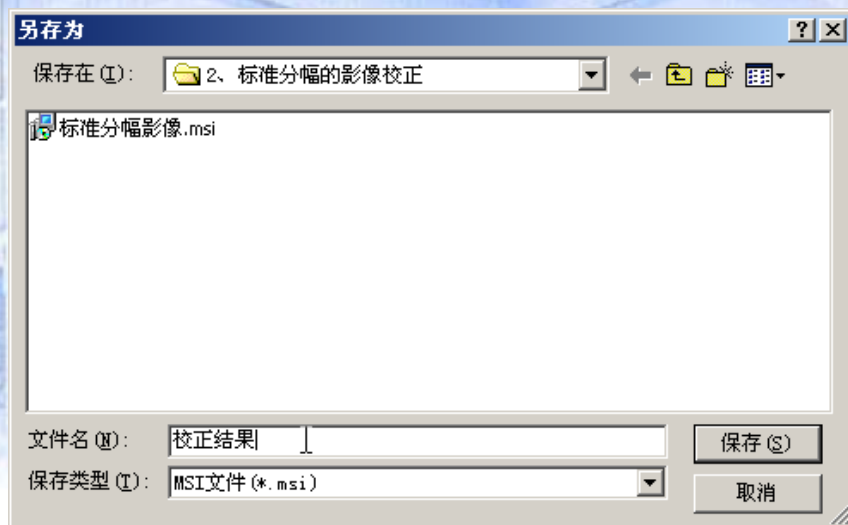 另存为
保存在(I):
2、标准分幅的影像校正
标准分幅影像.msi
文件名(N):
校正结果
保存(S)
保存类型(T):
MSI文件(*.msi)
取消